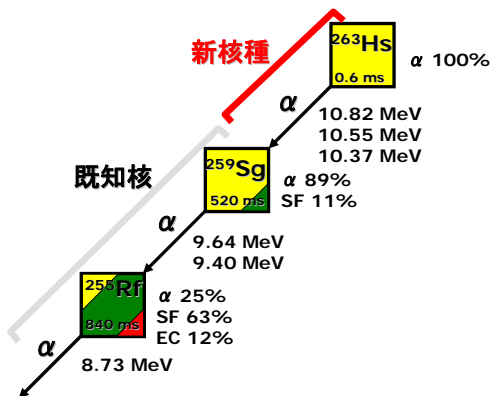 新核種
263Hs
0.6 ms
α 100%
α
10.82 MeV
10.55 MeV
10.37 MeV
既知核
259Sg
520 ms
α 89%
SF 11%
α
9.64 MeV
9.40 MeV
255Rf
840 ms
α 25%
SF 63%
EC 12%
α
8.73 MeV